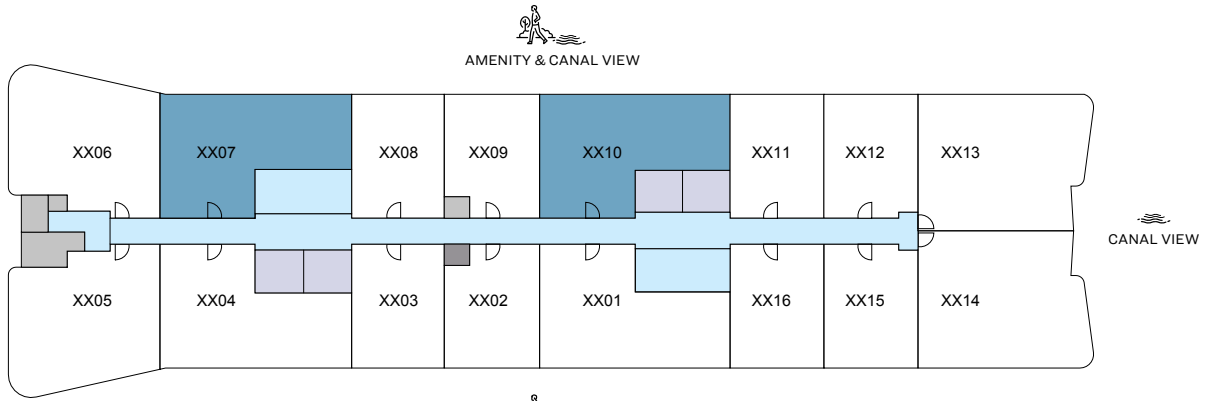 AMENITY & CANAL VIEW
XX06 XX07 XX08 XX09 XX10 XX11 XX12 XX13
CANAL VIEW
XX05 XX04 XX03 XX02 XX01 XX16 XX15 XX14